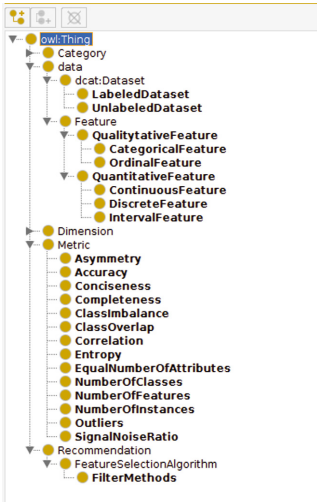 owl:Thing
Category
data
dcat:Dataset
LabeledDataset
UnlabeledDataset
Feature
QualitytativeFeature
CategoricalFeature
OrdinalFeature
QuantitativeFeature
ContinuousFeature
DiscreteFeature
IntervalFeature
Dimension
Metric
Asymmetry
Accuracy
Conciseness
Completeness
ClassImbalance
ClassOverlap
Correlation
Entropy
EqualNumberOfAttributes
NumberOfClasses
NumberOfFeatures
NumberOfInstances
Outliers
SignalNoiseRatio
Recommendation
FeatureSelectionAlgorithm
FilterMethods